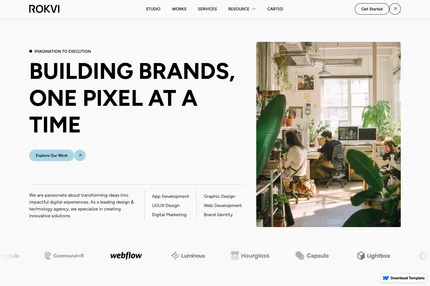 ROKVI
STUDIO WORKS SERVICES RESOURCE CART(0)
Get Started
IMAGINATION TO EXECUTION
BUILDING BRANDS,
ONE PIXEL AT A
TIME
Explore Our Work
We are passionate about transforming ideas into
impactful digital experiences. As a leading design &
technology agency, we specialize in creating
innovative solutions.
App Development
UI/UX Design
Digital Marketing
Graphic Design
Web Development
Brand Identity
Command+R
webflow
Luminous
Hourglass
Capsule
Lightbox
Download Template